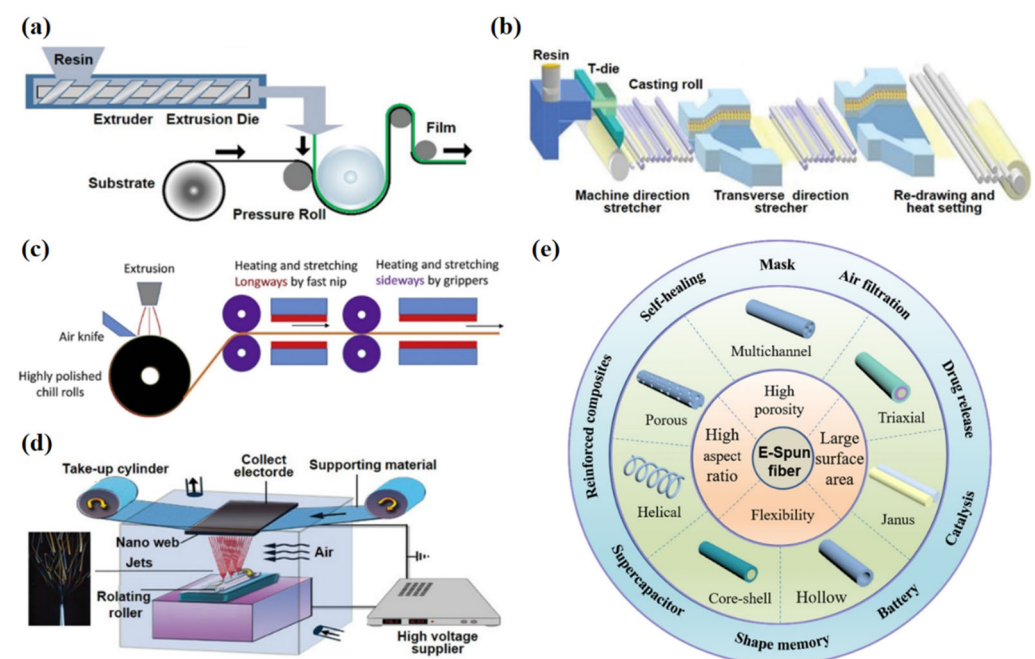 (a)
Resin
Extruder Extrusion Die
Film
Substrate
Pressure Roll
(b)
Resin
T-die
Casting roll
Machine direction
stretcher
Transverse direction
strecher
Re-drawing and
heat setting
(c)
Extrusion
Air knife
Highly polished
chill rolls
Heating and stretching
Longways by fast nip
Heating and stretching
sideways by grippers
(d)
Take-up cylinder
Collect
electorde
Supporting material
Nano web
Jets
Air
Rotating
roller
High voltage
supplier
(e)
Mask
Air filtration
Drug release
Catalysis
Battery
Shape memory
Supercapacitor
Reinforced composites
Self-healing
Multichannel
Triaxial
Janus
Hollow
Core-shell
Helical
Porous
High
porosity
Large
surface
area
Flexibility
High
aspect
ratio
E-Spun
fiber